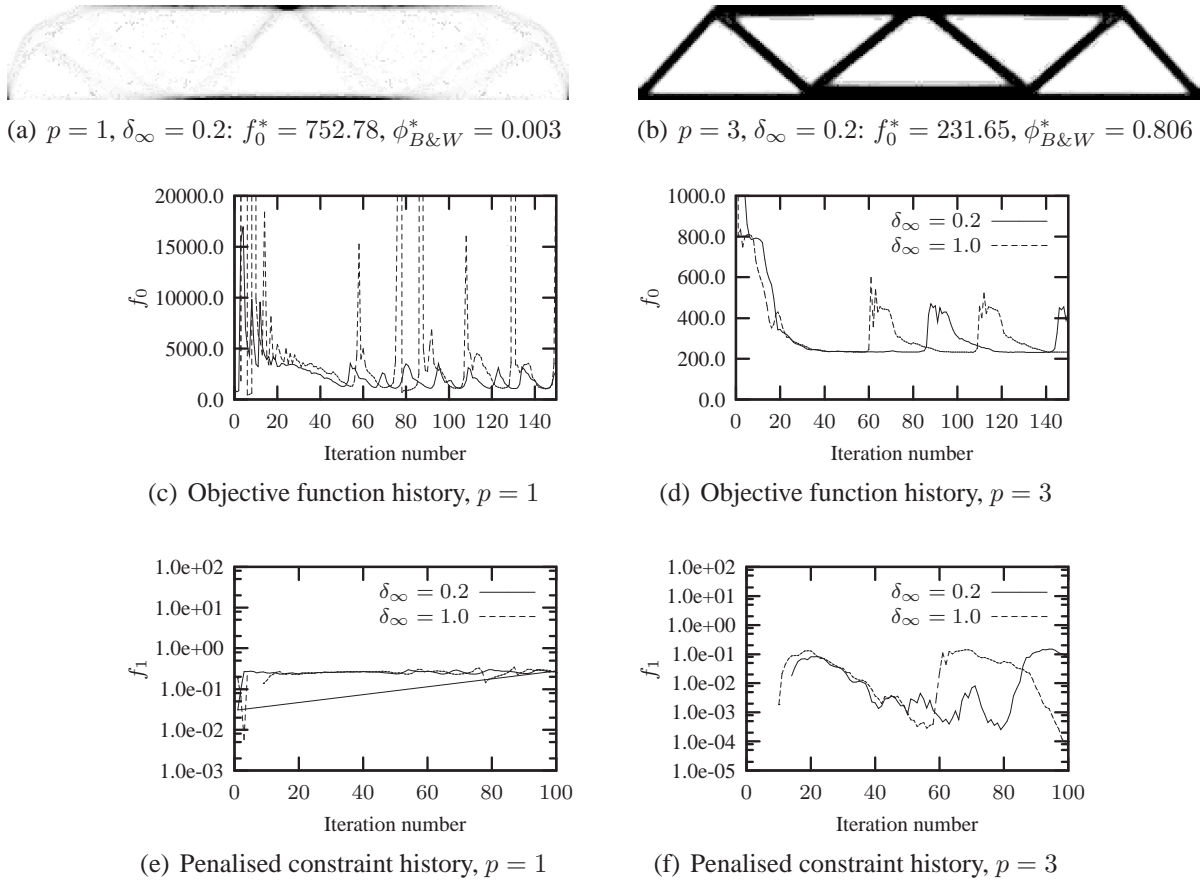 (a) p = 1, δ∞ = 0.2: f₀* = 752.78, ϕ*_{B&W} = 0.003
(b) p = 3, δ∞ = 0.2: f₀* = 231.65, ϕ*_{B&W} = 0.806
20000.0
15000.0
10000.0
5000.0
0.0
f₀
0 20 40 60 80 100 120 140
Iteration number
(c) Objective function history, p = 1
1000.0
800.0
600.0
400.0
200.0
0.0
f₀
δ∞ = 0.2
δ∞ = 1.0
0 20 40 60 80 100 120 140
Iteration number
(d) Objective function history, p = 3
1.0e+02
1.0e+01
1.0e+00
1.0e-01
1.0e-02
1.0e-03
f₁
δ∞ = 0.2
δ∞ = 1.0
0 20 40 60 80 100
Iteration number
(e) Penalised constraint history, p = 1
1.0e+02
1.0e+01
1.0e+00
1.0e-01
1.0e-02
1.0e-03
1.0e-04
1.0e-05
f₁
δ∞ = 0.2
δ∞ = 1.0
0 20 40 60 80 100
Iteration number
(f) Penalised constraint history, p = 3